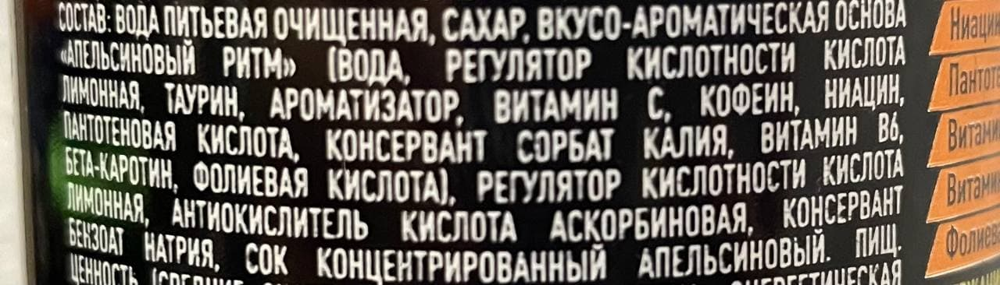 СОСТАВ: ВОДА ПИТЬЕВАЯ ОЧИЩЕННАЯ, САХАР, ВКУСО-АРОМАТИЧЕСКАЯ ОСНОВА
«АПЕЛЬСИНОВЫЙ РИТМ» (ВОДА, РЕГУЛЯТОР КИСЛОТНОСТИ КИСЛОТА
ЛИМОННАЯ, ТАУРИН, АРОМАТИЗАТОР, ВИТАМИН С, КОФЕИН, НИАЦИН,
ПАНТОТЕНОВАЯ КИСЛОТА, КОНСЕРВАНТ СОРБАТ КАЛИЯ, ВИТАМИН В6,
БЕТА-КАРОТИН, ФОЛИЕВАЯ КИСЛОТА), РЕГУЛЯТОР КИСЛОТНОСТИ КИСЛОТА
ЛИМОННАЯ, АНТИОКИСЛИТЕЛЬ КИСЛОТА АСКОРБИНОВАЯ, КОНСЕРВАНТ
БЕНЗОАТ НАТРИЯ, СОК КОНЦЕНТРИРОВАННЫЙ АПЕЛЬСИНОВЫЙ. ПИЩ.
ЦЕННОСТЬ (СРЕДНИЕ ЭНЕРГЕТИЧЕСКАЯ
Ниацин
Пантот
Витами
Витами
Фолиев